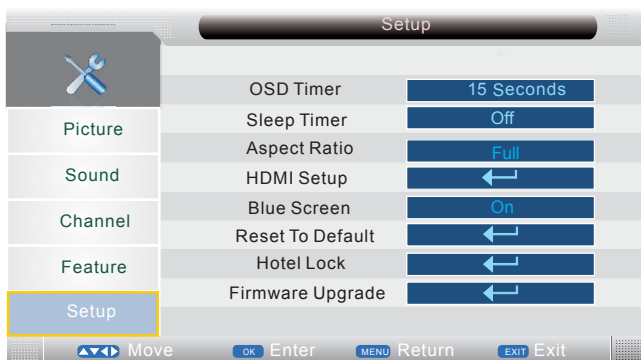 Setup
OSD Timer 15 Seconds
Sleep Timer Off
Aspect Ratio Full
HDMI Setup
Blue Screen On
Reset To Default
Hotel Lock
Firmware Upgrade
Picture
Sound
Channel
Feature
Setup
Move OK Enter MENU Return EXIT Exit